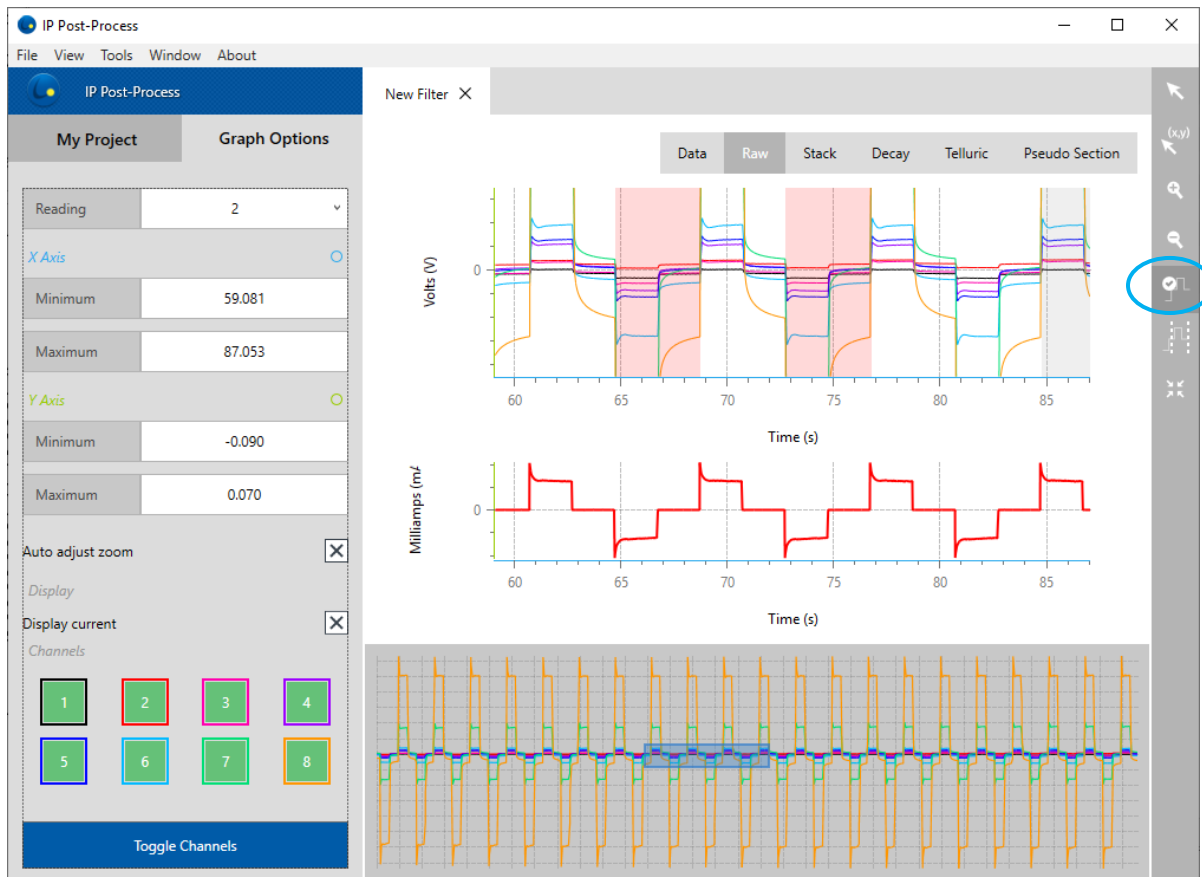 IP Post-Process
File View Tools Window About
IP Post-Process
My Project Graph Options
Reading 2
X Axis
Minimum 59.081
Maximum 87.053
Y Axis
Minimum -0.090
Maximum 0.070
Auto adjust zoom
Display
Display current
Channels
1 2 3 4
5 6 7 8
Toggle Channels
New Filter
Data Raw Stack Decay Telluric Pseudo Section
Volts (V)
0
60 65 70 75 80 85
Time (s)
Milliamps (mA
0
60 65 70 75 80 85
Time (s)
(x,y)